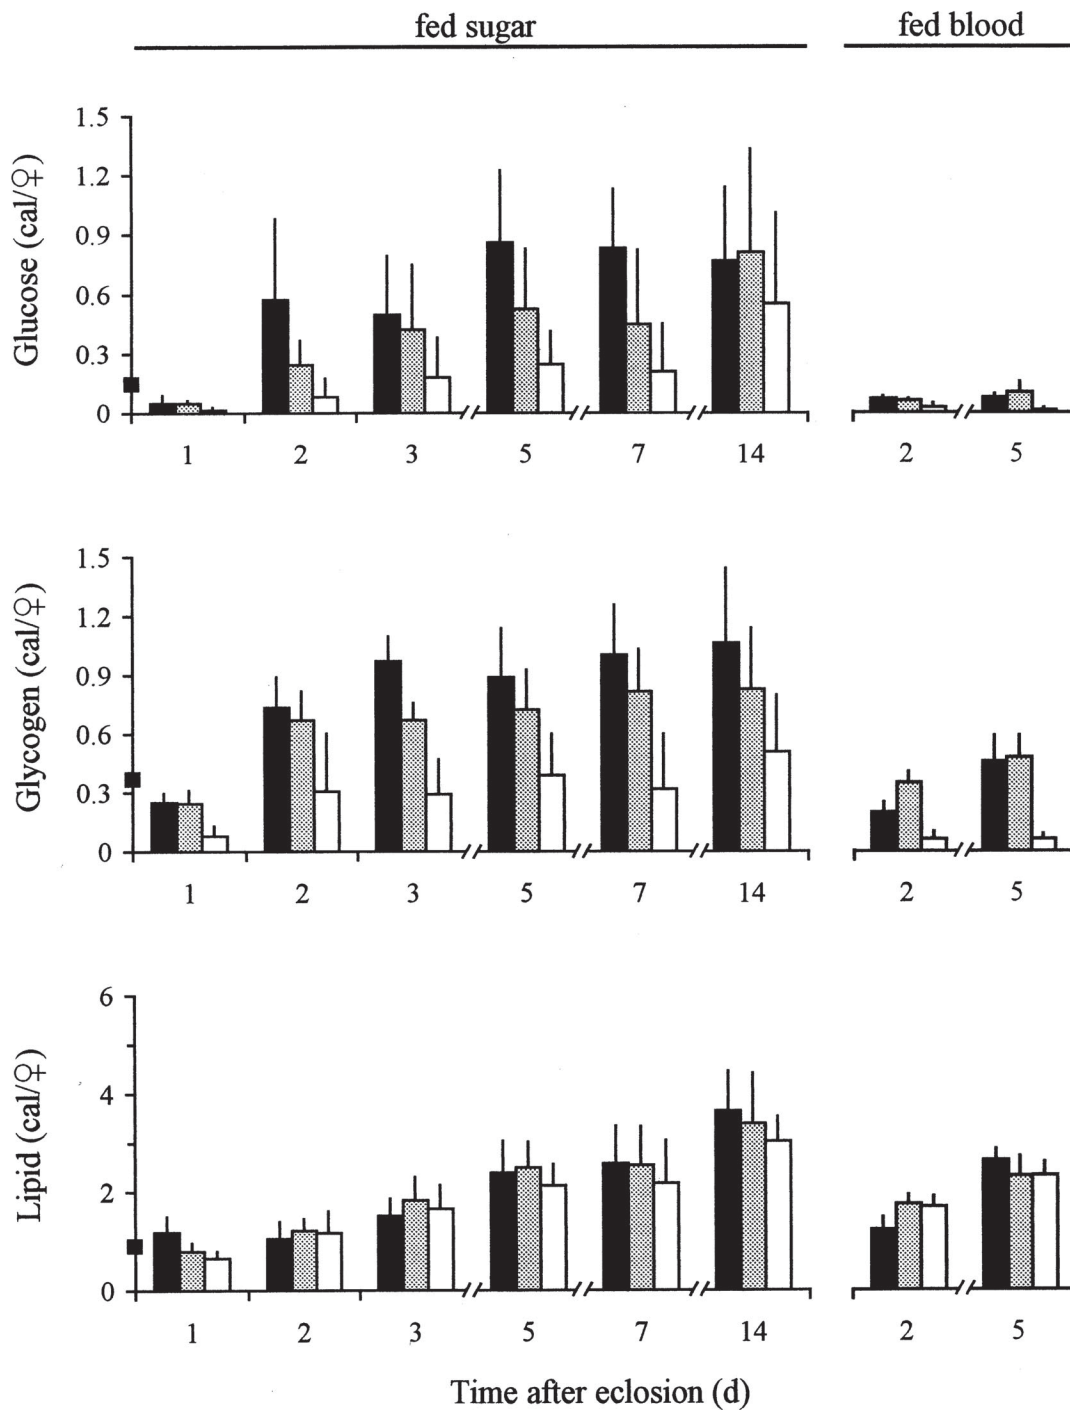 fed sugar fed blood
Glucose (cal/♀)
1.5
1.2
0.9
0.6
0.3
0
1 2 3 5 7 14 2 5
Glycogen (cal/♀)
1.5
1.2
0.9
0.6
0.3
0
1 2 3 5 7 14 2 5
Lipid (cal/♀)
6
4
2
0
1 2 3 5 7 14 2 5
Time after eclosion (d)